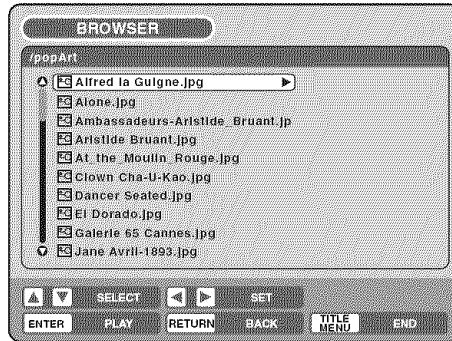 BROWSER
/popArt
Alfred la Guigne.jpg
Alone.jpg
Ambassadeurs-Aristide_Bruant.jp
Aristide Bruant.jpg
At_the_Moulin_Rouge.jpg
Clown Cha-U-Kao.jpg
Dancer Seated.jpg
El Dorado.jpg
Galerie 65 Cannes.jpg
Jane Avril-1893.jpg
SELECT SET
ENTER PLAY RETURN BACK TITLE MENU END